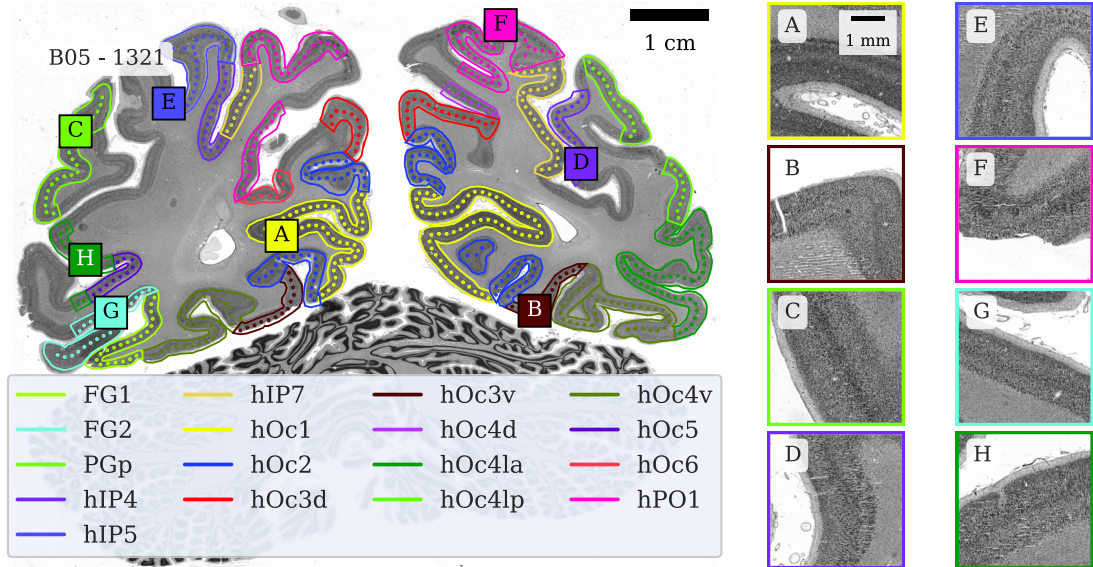 F
A
1 mm
E
1 cm
B05 - 1321
E
C
B
F
D
A
H
G
B
C
G
FG1
hIP7
hOc3v
hOc4v
FG2
hOc1
hOc4d
hOc5
PGp
hOc2
hOc4la
hOc6
hIP4
hOc3d
hOc4lp
hPO1
hIP5
D
H